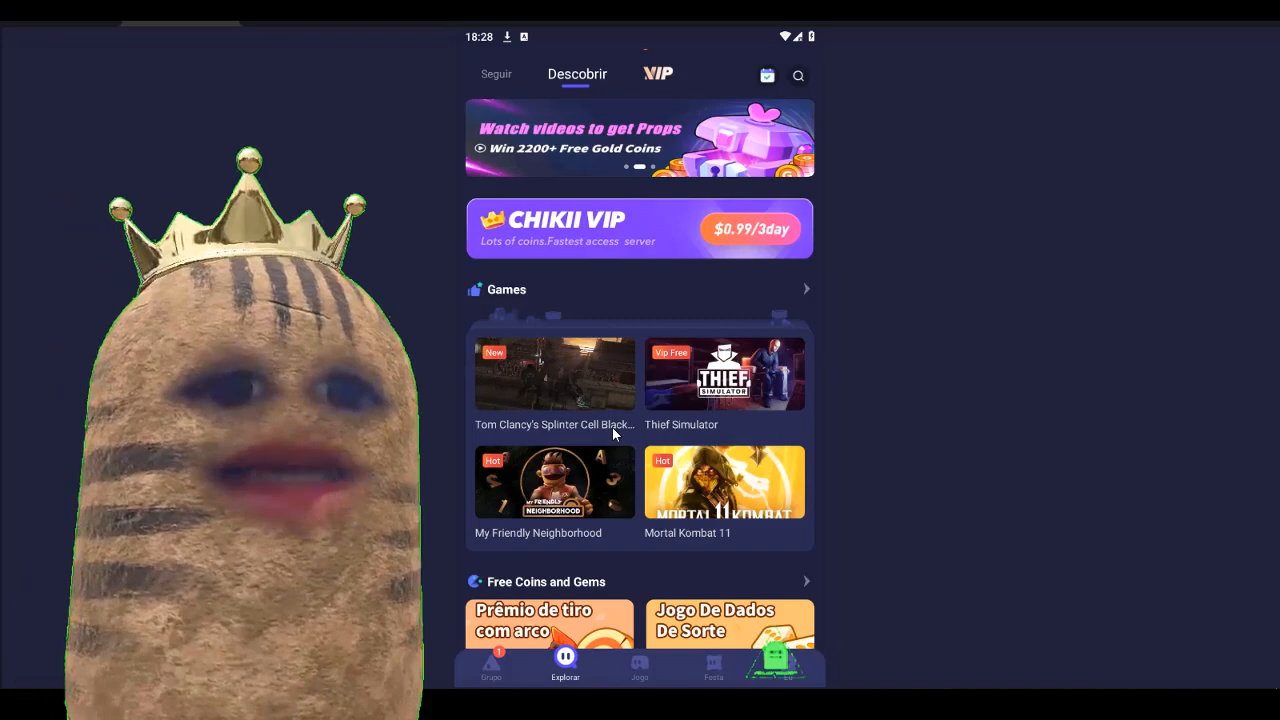 18:28
Seguir
Descobrir
VIP
Watch videos to get Props
Win 2200+ Free Gold Coins
CHIKII VIP
Lots of coins.Fastest access server
$0.99/3day
Games
New
Vip Free
THIEF
SIMULATOR
Tom Clancy's Splinter Cell Black...
Thief Simulator
Hot
MY FRIENDLY
NEIGHBORHOOD
Hot
MORTAL KOMBAT
11
My Friendly Neighborhood
Mortal Kombat 11
Free Coins and Gems
Prêmio de tiro
com arco
Jogo De Dados
De Sorte
1
Grupo
Explorar
Jogo
Festa